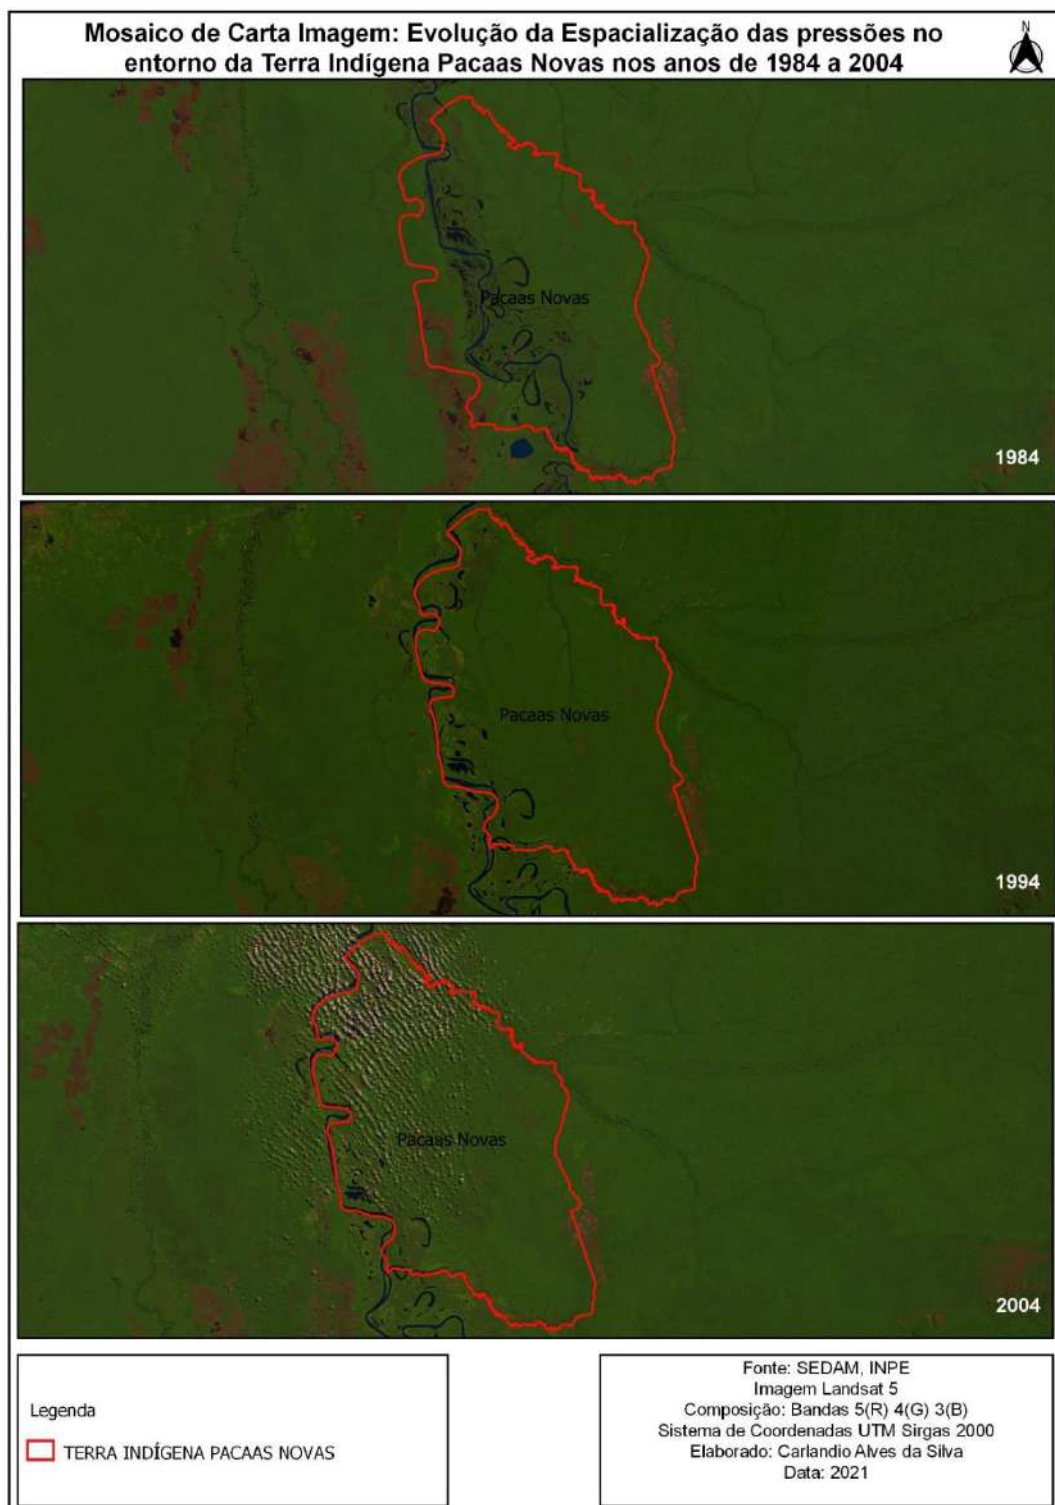 Mosaico de Carta Imagem: Evolução da Espacialização das pressões no
entorno da Terra Indígena Pacaas Novas nos anos de 1984 a 2004
N
Pacaas Novas
1984
Pacaas Novas
1994
Pacaas Novas
2004
Legenda
TERRA INDÍGENA PACAAS NOVAS
Fonte: SEDAM, INPE
Imagem Landsat 5
Composição: Bandas 5(R) 4(G) 3(B)
Sistema de Coordenadas UTM Sirgas 2000
Elaborado: Carlandio Alves da Silva
Data: 2021